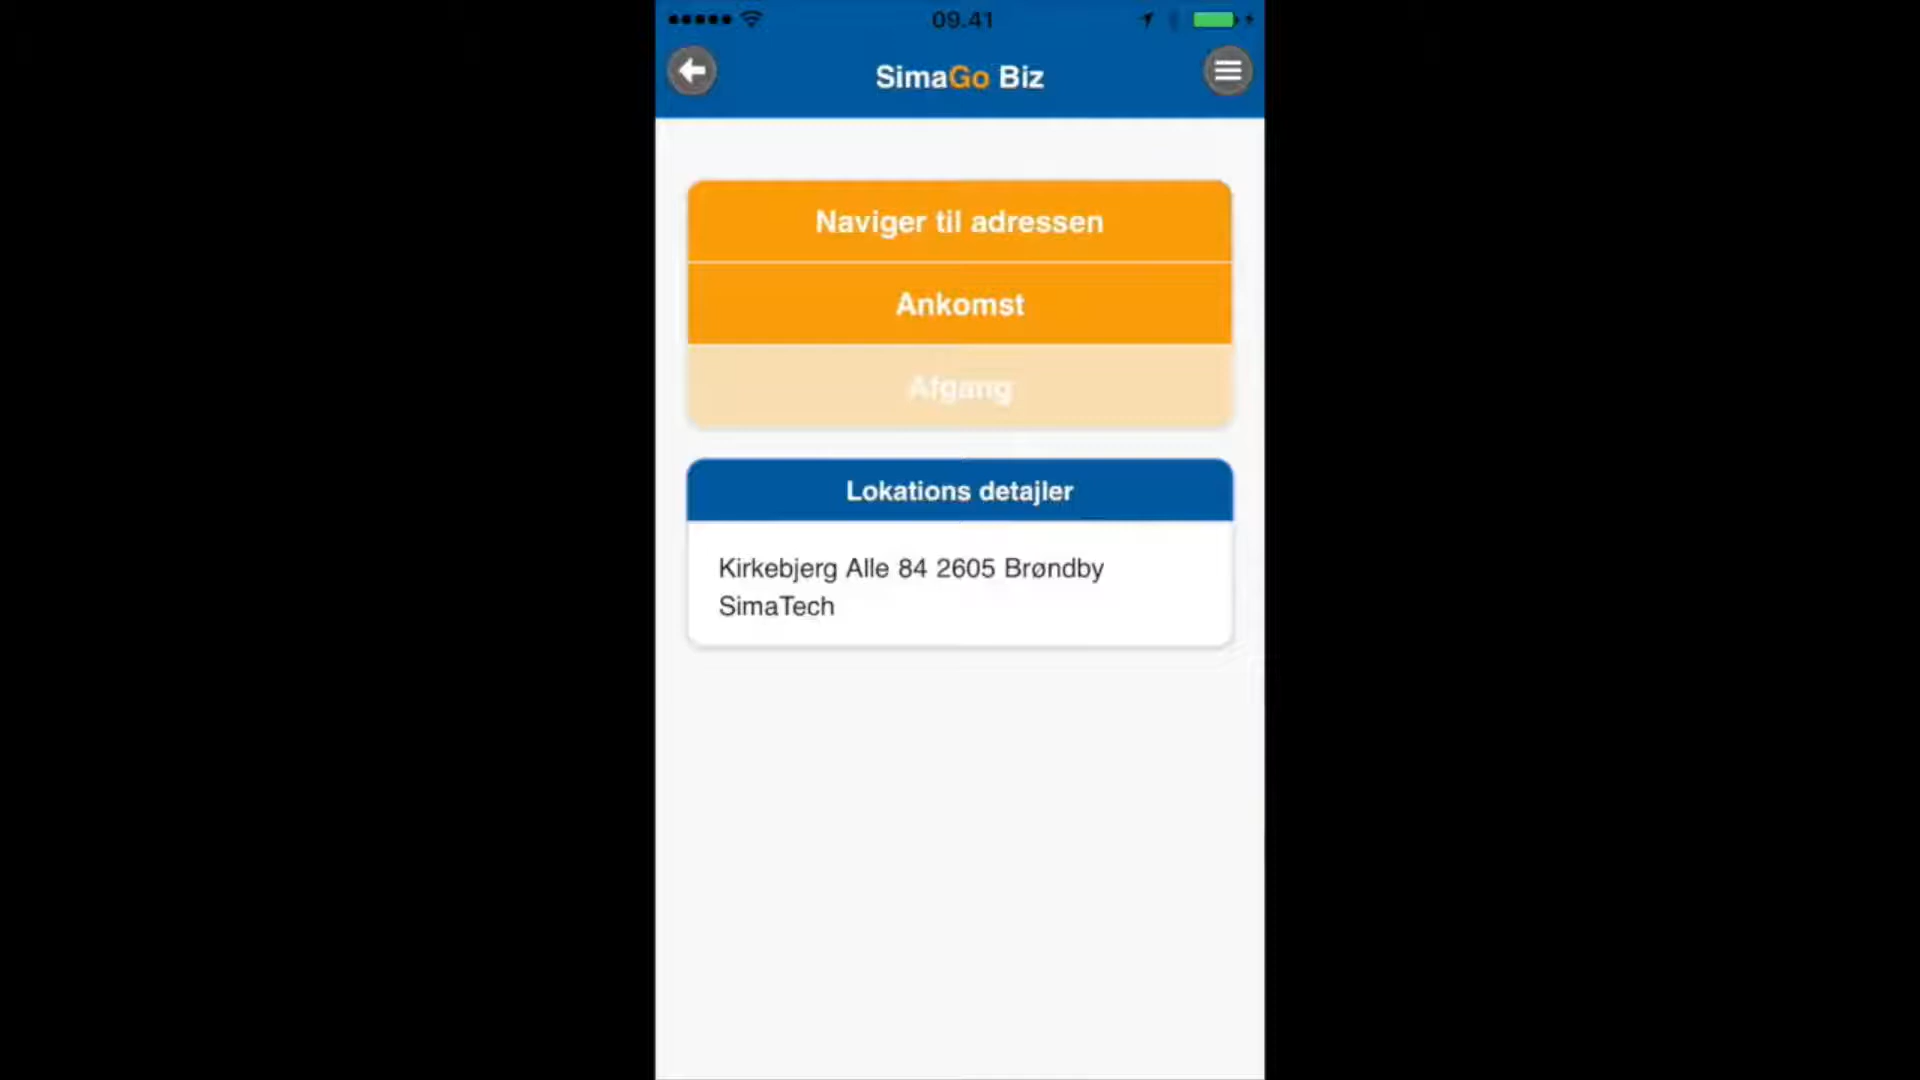 09.41
SimaGo Biz
Naviger til adressen
Ankomst
Afgang
Lokations detajler
Kirkebjerg Alle 84 2605 Brøndby
SimaTech